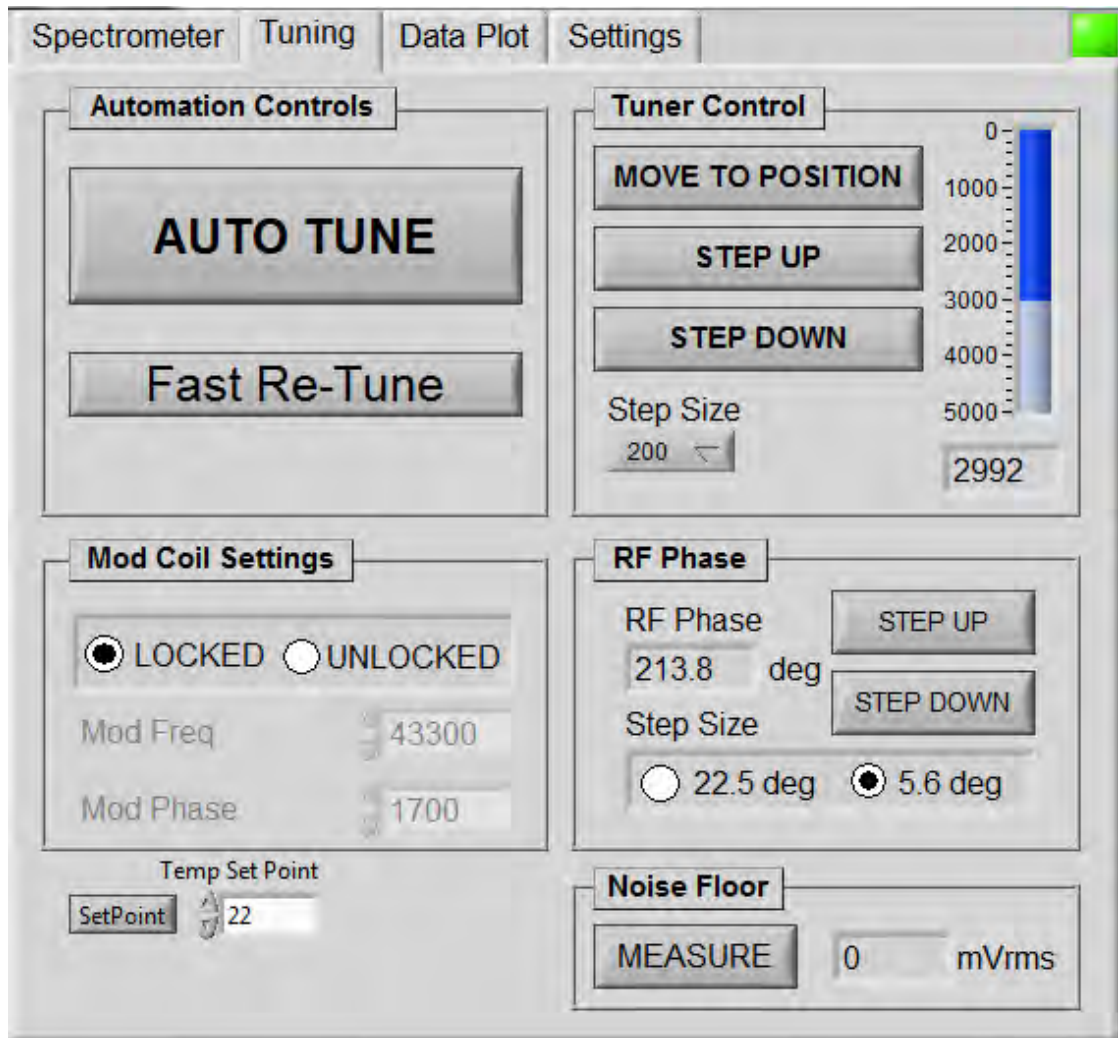 Spectrometer Tuning Data Plot Settings
Automation Controls
AUTO TUNE
Fast Re-Tune
Tuner Control
MOVE TO POSITION
STEP UP
STEP DOWN
Step Size
200
0
1000
2000
3000
4000
5000
2992
Mod Coil Settings
LOCKED UNLOCKED
Mod Freq 43300
Mod Phase 1700
Temp Set Point
SetPoint 22
RF Phase
RF Phase
213.8 deg
STEP UP
STEP DOWN
Step Size
22.5 deg 5.6 deg
Noise Floor
MEASURE 0 mVrms